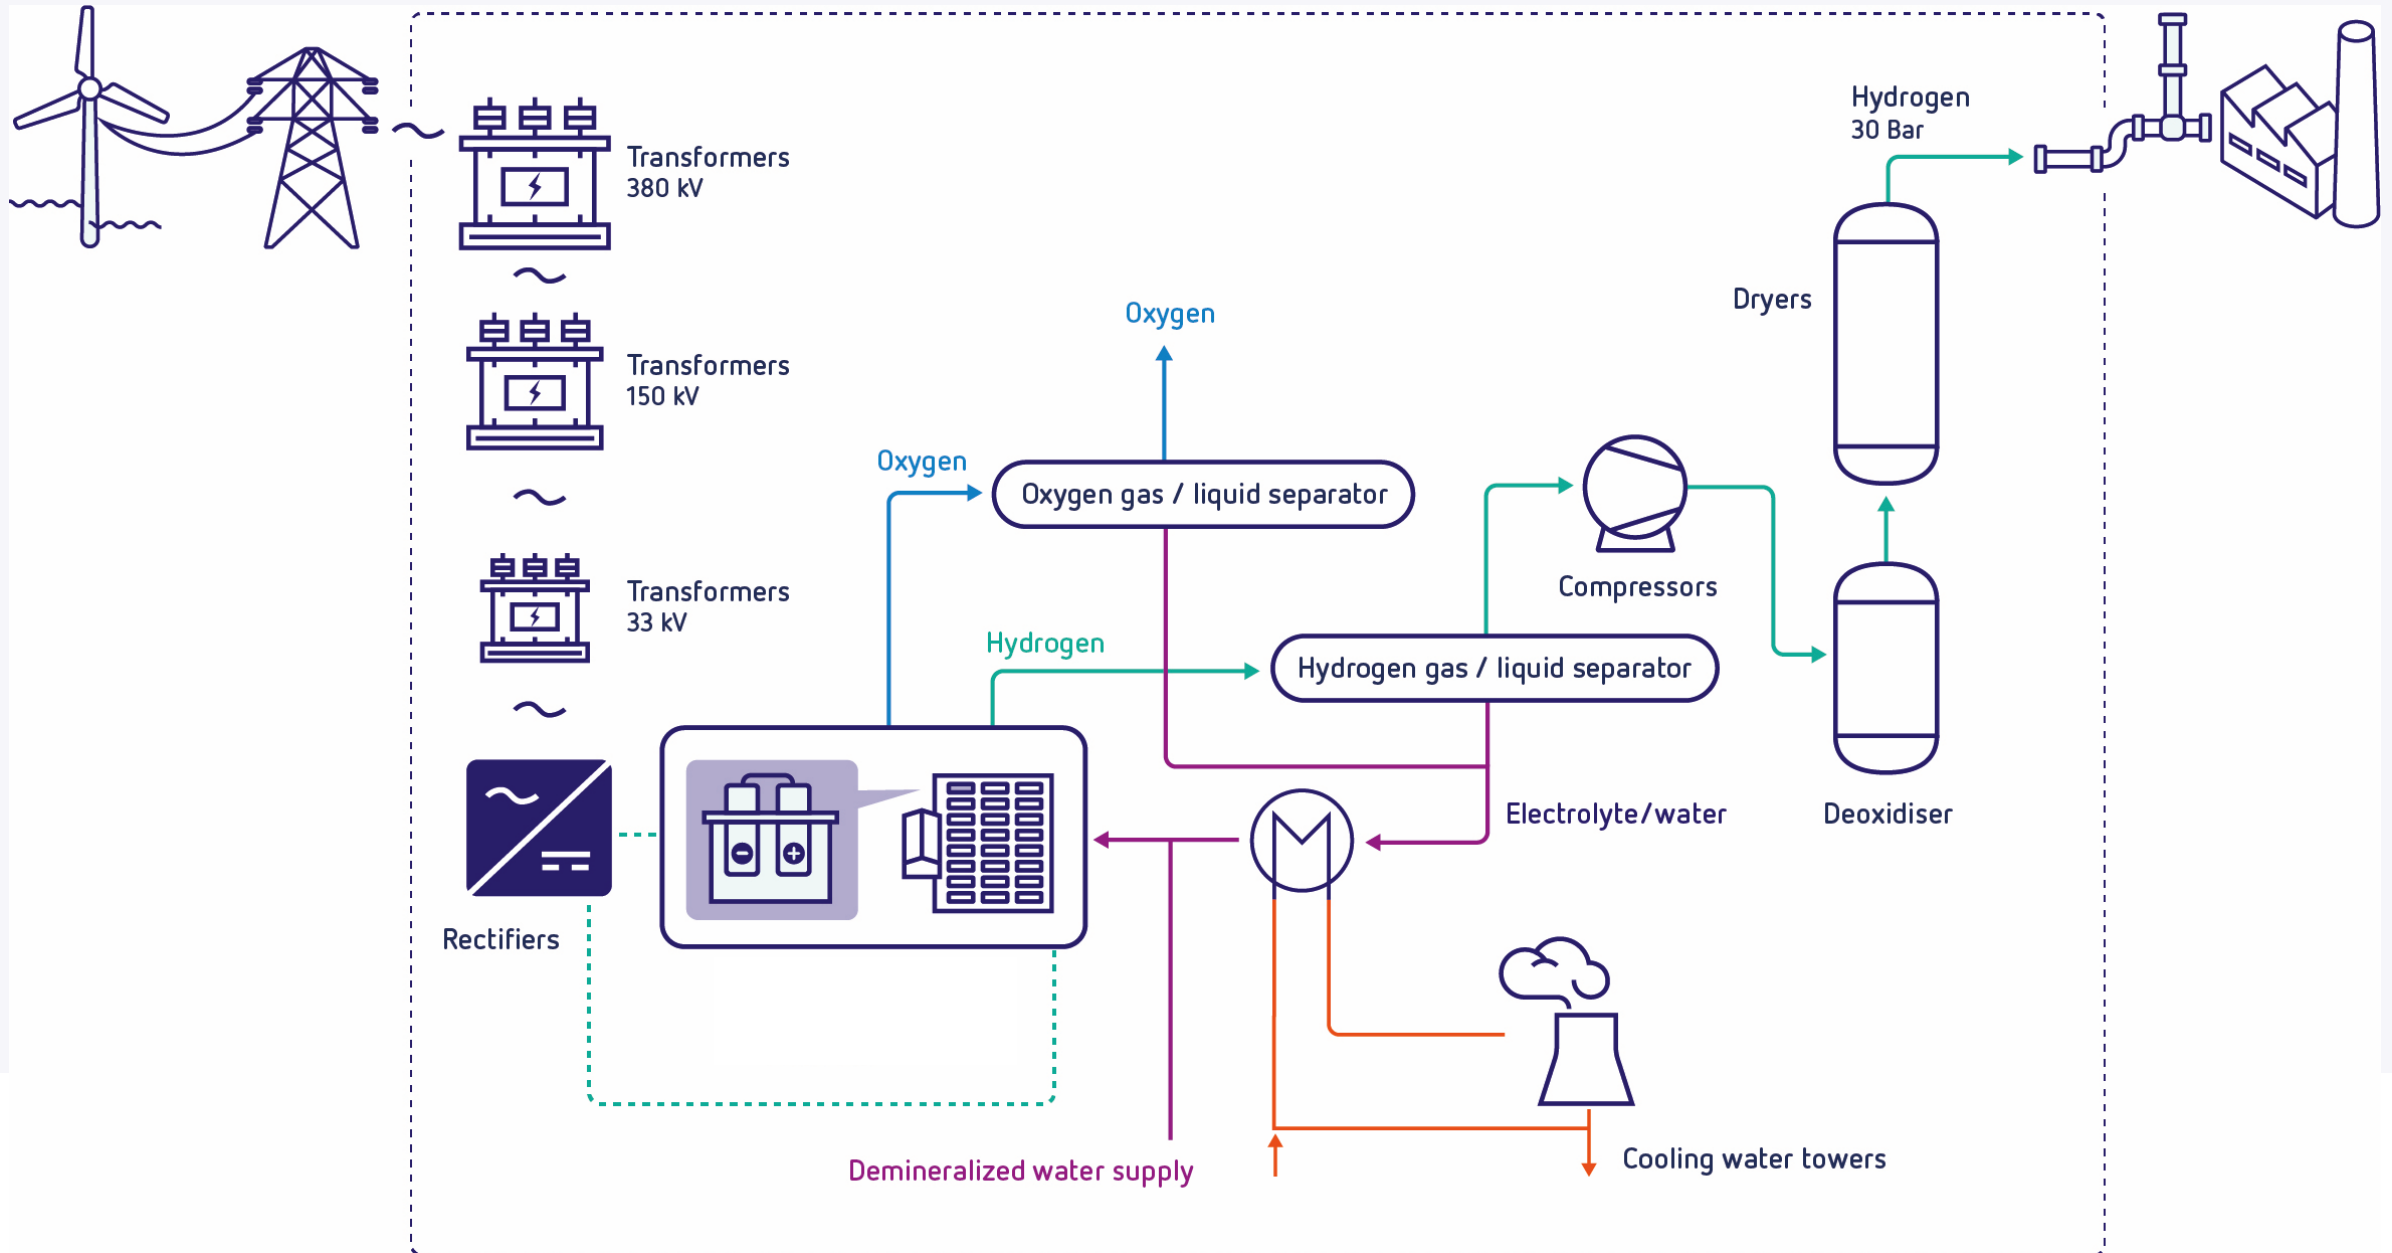 Hydrogen
30 Bar
Transformers
380 kV
Dryers
Oxygen
Transformers
150 kV
Oxygen
Oxygen gas / liquid separator
Compressors
Transformers
33 kV
Hydrogen
Hydrogen gas / liquid separator
Electrolyte/water
Deoxidiser
Rectifiers
Demineralized water supply
Cooling water towers